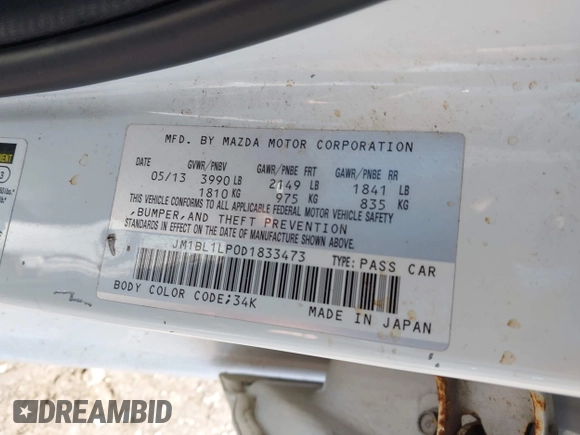 MFD. BY MAZDA MOTOR CORPORATION
DATE GVWR/PNBV GAWR/PNBE FRT GAWR/PNBE RR
05/13 3990 LB 2149 LB 1841 LB
1810 KG 975 KG 835 KG
THIS VEHICLE CONFORMS TO ALL APPLICABLE FEDERAL MOTOR VEHICLE SAFETY
,BUMPER,AND THEFT PREVENTION
STANDARDS IN EFFECT ON THE DATE OF MANUFACTURE SHOWN ABOVE.
JM1BL1LP0D1833473 TYPE: PASS CAR
BODY COLOR CODE;34K
MADE IN JAPAN
DREAMBID